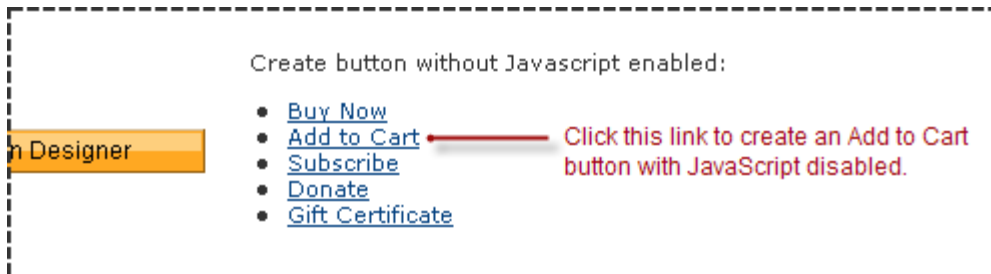 Create button without Javascript enabled:
Buy Now
Add to Cart
Subscribe
Donate
Gift Certificate
n Designer
Click this link to create an Add to Cart
button with JavaScript disabled.